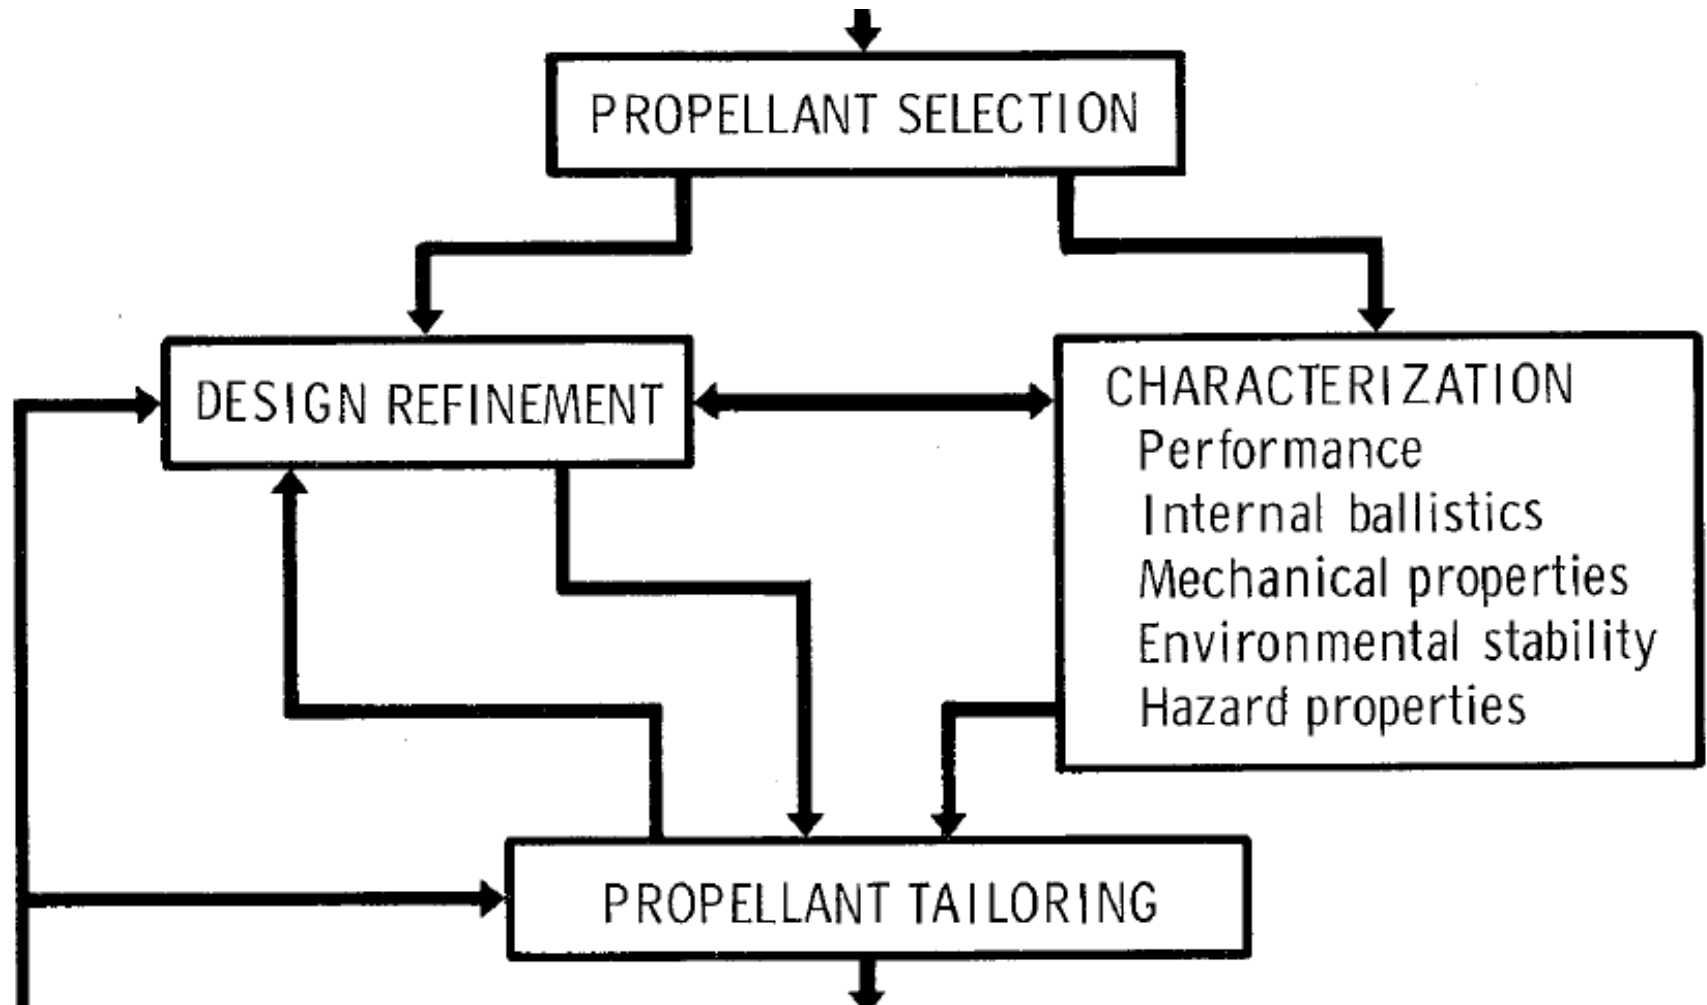 PROPELLANT SELECTION
DESIGN REFINEMENT
CHARACTERIZATION
Performance
Internal ballistics
Mechanical properties
Environmental stability
Hazard properties
PROPELLANT TAILORING